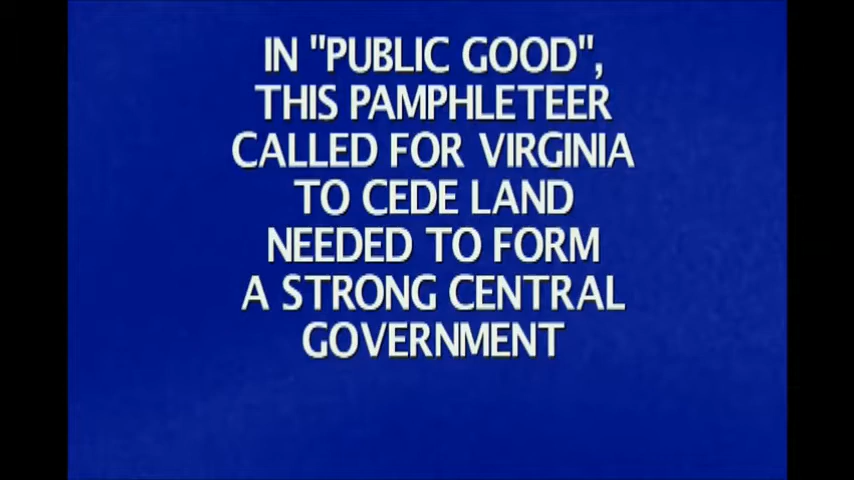 IN "PUBLIC GOOD",
THIS PAMPHLETEER
CALLED FOR VIRGINIA
TO CEDE LAND
NEEDED TO FORM
A STRONG CENTRAL
GOVERNMENT